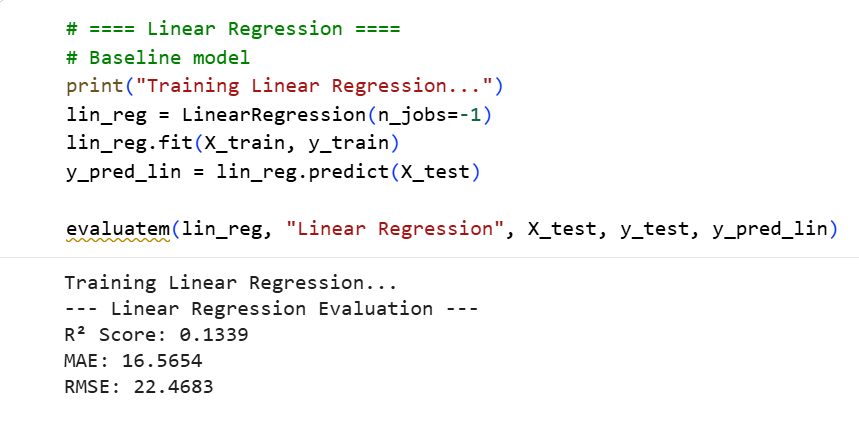 # ==== Linear Regression ====
# Baseline model
print("Training Linear Regression...")
lin_reg = LinearRegression(n_jobs=-1)
lin_reg.fit(X_train, y_train)
y_pred_lin = lin_reg.predict(X_test)
evaluatem(lin_reg, "Linear Regression", X_test, y_test, y_pred_lin)
Training Linear Regression...
--- Linear Regression Evaluation ---
R² Score: 0.1339
MAE: 16.5654
RMSE: 22.4683